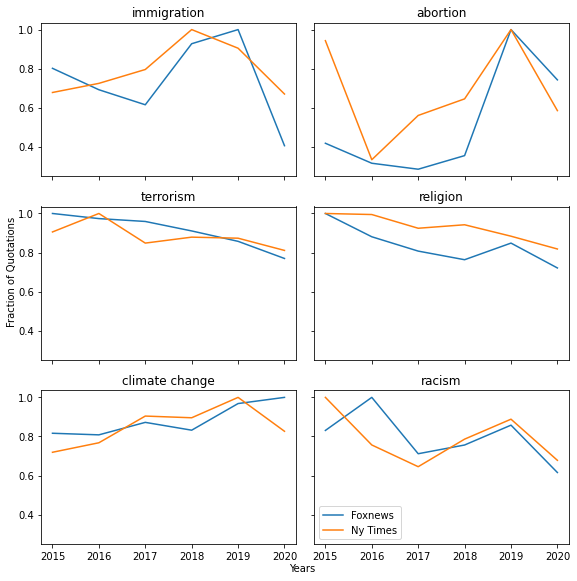 immigration
abortion
1.0
0.8
0.6
0.4
terrorism
religion
Fraction of Quotations
1.0
0.8
0.6
0.4
climate change
racism
1.0
0.8
0.6
0.4
Foxnews
Ny Times
2015 2016 2017 2018 2019 2020
2015 2016 2017 2018 2019 2020
Years